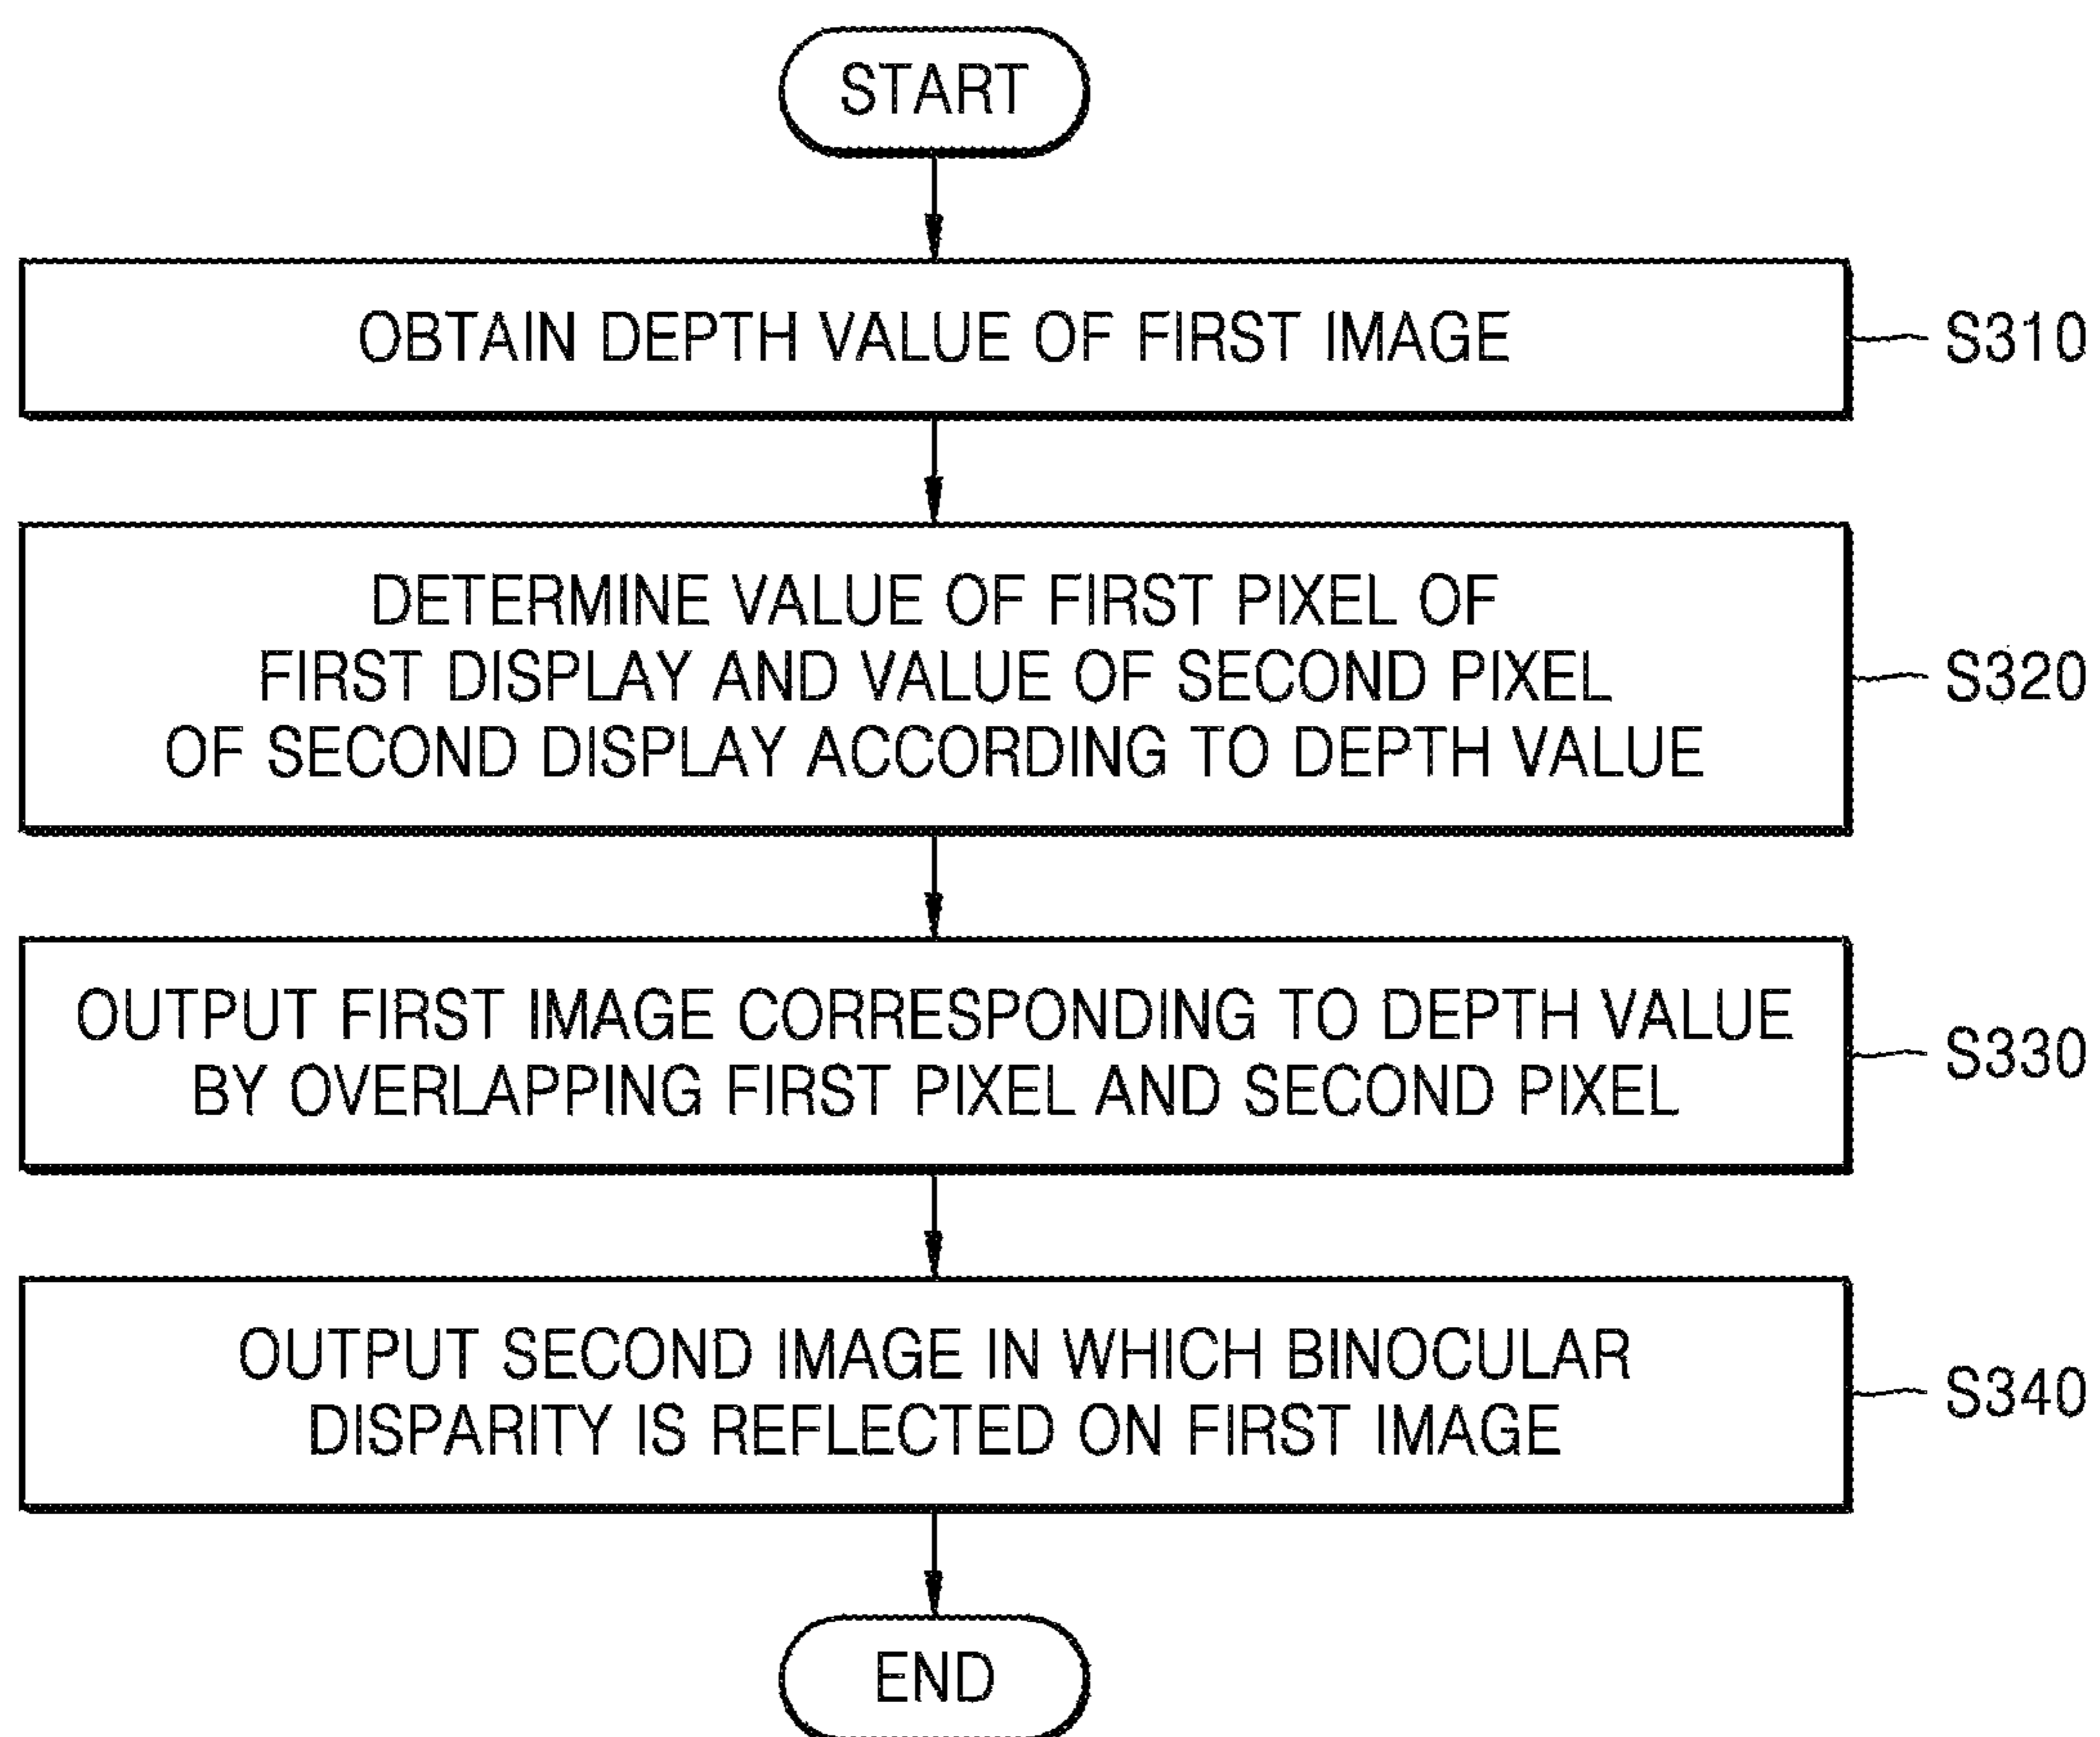 START
OBTAIN DEPTH VALUE OF FIRST IMAGE
S310
DETERMINE VALUE OF FIRST PIXEL OF
FIRST DISPLAY AND VALUE OF SECOND PIXEL
OF SECOND DISPLAY ACCORDING TO DEPTH VALUE
S320
OUTPUT FIRST IMAGE CORRESPONDING TO DEPTH VALUE
BY OVERLAPPING FIRST PIXEL AND SECOND PIXEL
S330
OUTPUT SECOND IMAGE IN WHICH BINOCULAR
DISPARITY IS REFLECTED ON FIRST IMAGE
S340
END